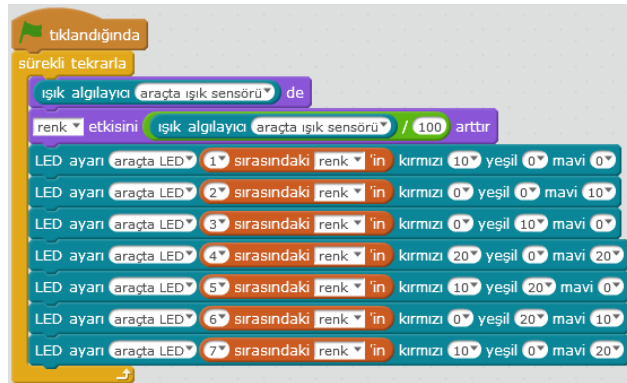 tıklandığında
sürekli tekrarla
ışık algılayıcı araçta ışık sensörü de
renk etkisini ışık algılayıcı araçta ışık sensörü / 100 arttır
LED ayarı araçta LED 1 sırasındaki renk 'in kırmızı 10 yeşil 0 mavi 0
LED ayarı araçta LED 2 sırasındaki renk 'in kırmızı 0 yeşil 0 mavi 10
LED ayarı araçta LED 3 sırasındaki renk 'in kırmızı 0 yeşil 10 mavi 0
LED ayarı araçta LED 4 sırasındaki renk 'in kırmızı 20 yeşil 0 mavi 20
LED ayarı araçta LED 5 sırasındaki renk 'in kırmızı 10 yeşil 20 mavi 0
LED ayarı araçta LED 6 sırasındaki renk 'in kırmızı 0 yeşil 20 mavi 10
LED ayarı araçta LED 7 sırasındaki renk 'in kırmızı 10 yeşil 0 mavi 20